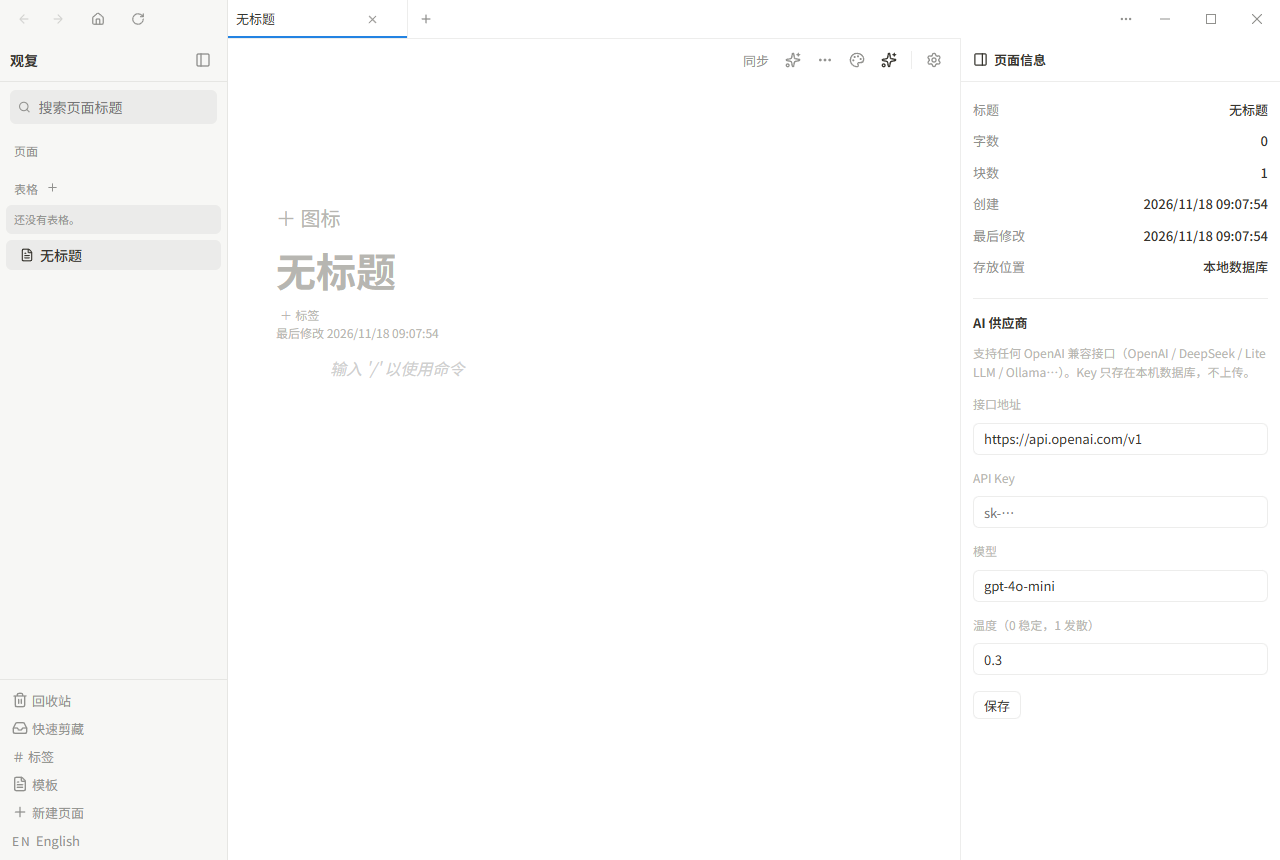 无标题
观复
搜索页面标题
页面
表格
还没有表格。
无标题
回收站
快速剪藏
# 标签
模板
新建页面
EN English
同步
图标
无标题
标签
最后修改 2026/11/18 09:07:54
输入 '/' 以使用命令
页面信息
标题 无标题
字数 0
块数 1
创建 2026/11/18 09:07:54
最后修改 2026/11/18 09:07:54
存放位置 本地数据库
AI 供应商
支持任何 OpenAI 兼容接口（OpenAI / DeepSeek / Lite
LLM / Ollama…）。Key 只存在本机数据库，不上传。
接口地址
https://api.openai.com/v1
API Key
sk-…
模型
gpt-4o-mini
温度（0 稳定，1 发散）
0.3
保存